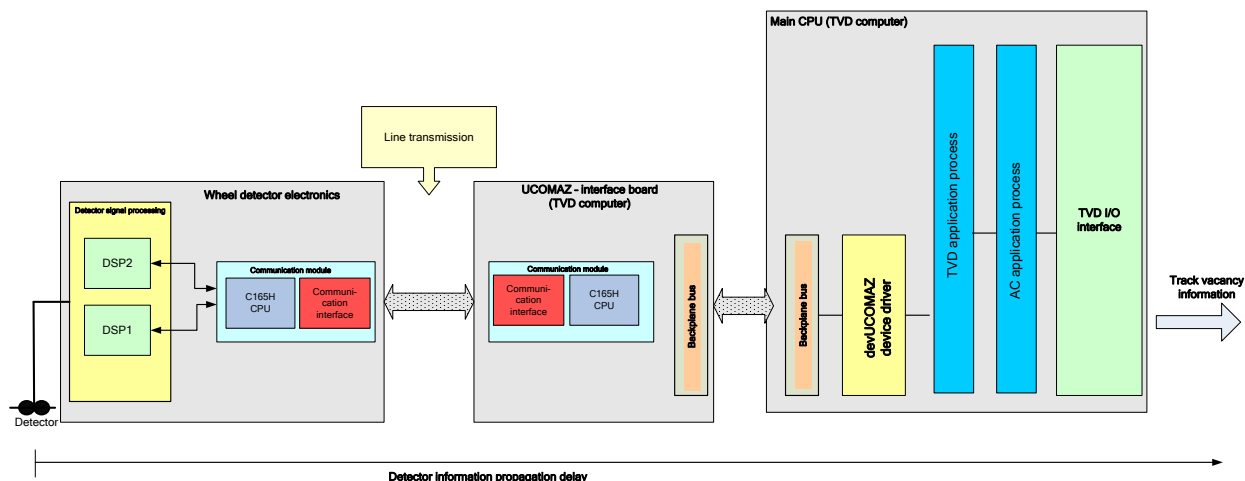 Main CPU (TVD computer)
Line transmission
Wheel detector electronics
UCOMAZ - interface board
(TVD computer)
Detector signal processing
DSP2
DSP1
Communication module
C165H
CPU
Communi-
cation
interface
Communication module
Communi-
cation
interface
C165H
CPU
Backplane bus
Backplane bus
devUCOMAZ
device driver
TVD application process
AC application process
TVD I/O
interface
Track vacancy
information
Detector
Detector information propagation delay